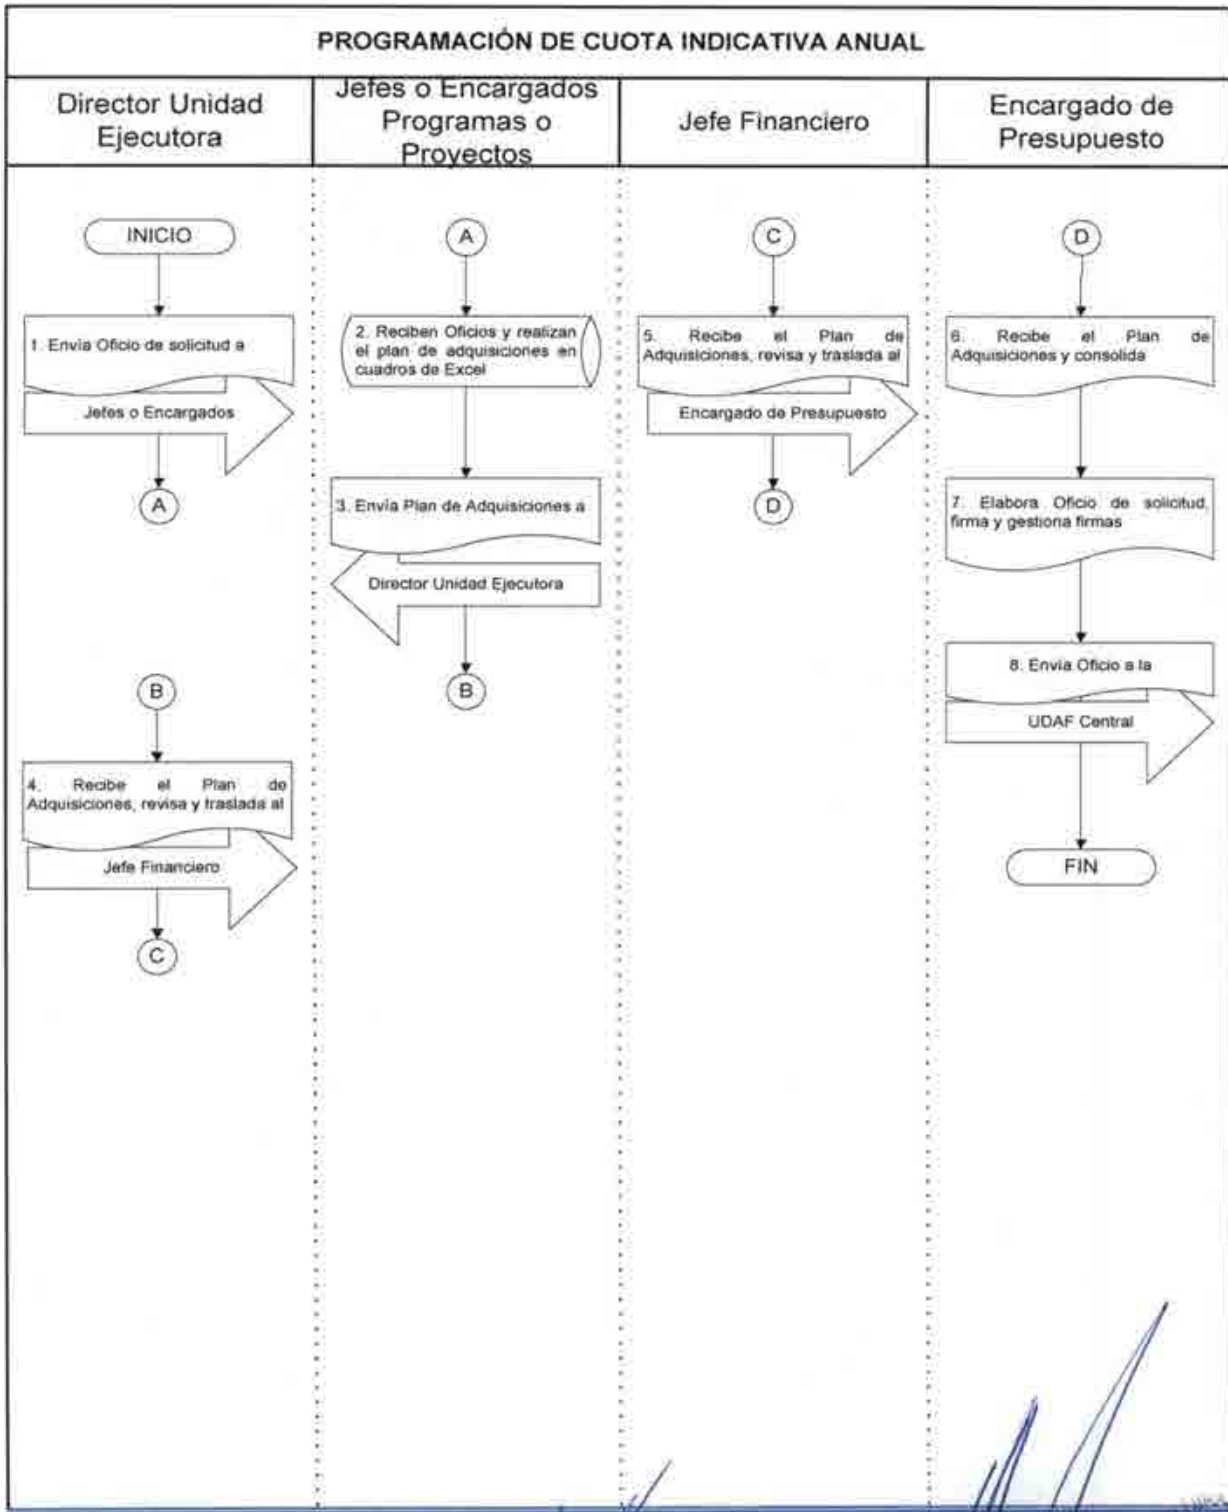 PROGRAMACIÓN DE CUOTA INDICATIVA ANUAL
Director Unidad
Ejecutora
Jefes o Encargados
Programas o
Proyectos
Jefe Financiero
Encargado de
Presupuesto
INICIO
1. Envía Oficio de solicitud a
Jefes o Encargados
A
B
4. Recibe el Plan de
Adquisiciones, revisa y traslada al
Jefe Financiero
C
A
2. Reciben Oficios y realizan
el plan de adquisiciones en
cuadros de Excel
3. Envía Plan de Adquisiciones a
Director Unidad Ejecutora
B
C
5. Recibe el Plan de
Adquisiciones, revisa y traslada al
Encargado de Presupuesto
D
D
6. Recibe el Plan de
Adquisiciones y consolida
7. Elabora Oficio de solicitud,
firma y gestiona firmas
8. Envía Oficio a la
UDAF Central
FIN